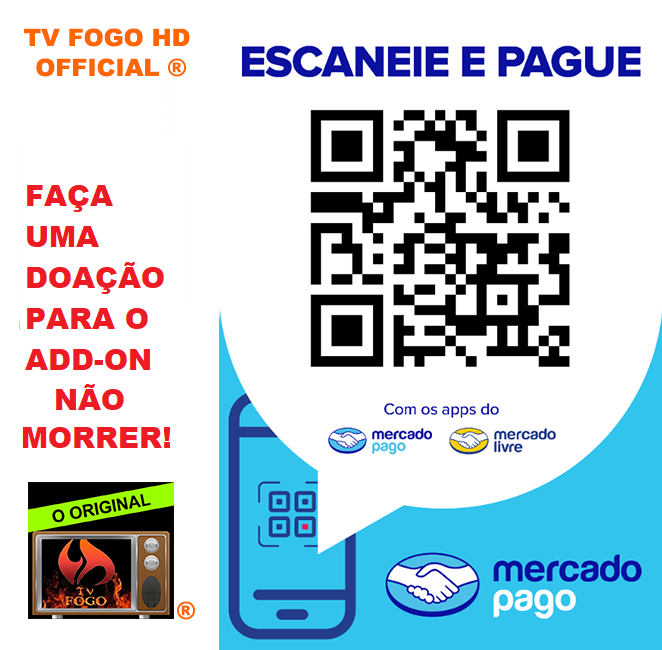 TV FOGO HD
OFFICIAL ®
FAÇA
UMA
DOAÇÃO
PARA O
ADD-ON
NÃO
MORRER!
O ORIGINAL
TV
FOGO
®
ESCANEIE E PAGUE
Com os apps do
mercado
pago
mercado
livre
mercado
pago